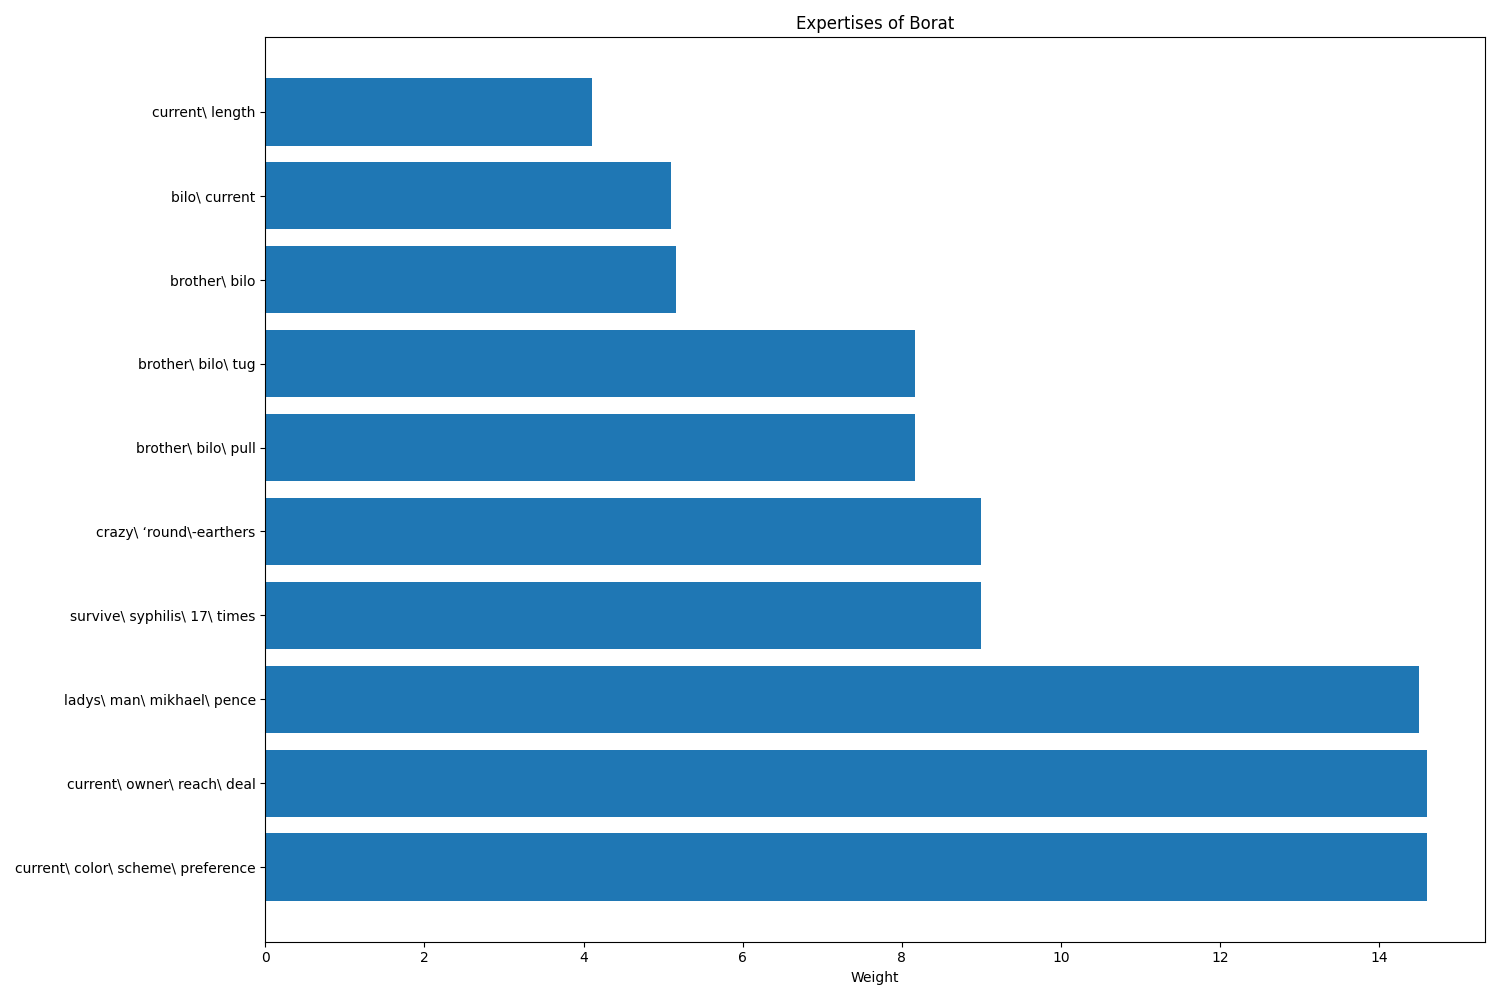 Expertises of Borat
current\ length
bilo\ current
brother\ bilo
brother\ bilo\ tug
brother\ bilo\ pull
crazy\ ‘round\-earthers
survive\ syphilis\ 17\ times
ladys\ man\ mikhael\ pence
current\ owner\ reach\ deal
current\ color\ scheme\ preference
0 2 4 6 8 10 12 14
Weight